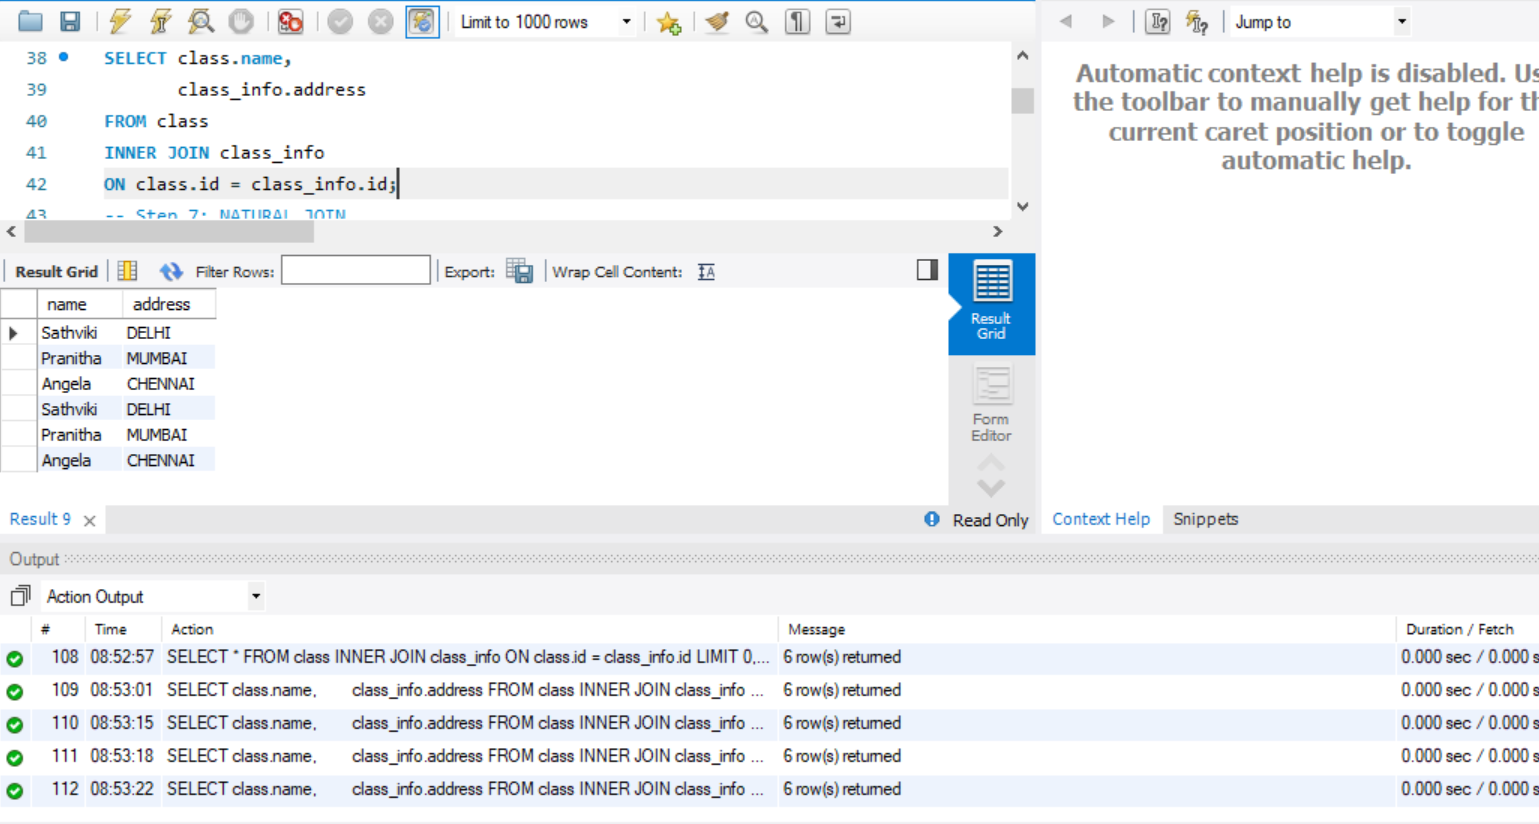 Limit to 1000 rows
Jump to
38 SELECT class.name,
39 class_info.address
40 FROM class
41 INNER JOIN class_info
42 ON class.id = class_info.id;
43 -- Step 7: NATURAL JOIN
Automatic context help is disabled. Us
the toolbar to manually get help for th
current caret position or to toggle
automatic help.
Result Grid Filter Rows: Export: Wrap Cell Content:
name address
Sathviki DELHI
Pranitha MUMBAI
Angela CHENNAI
Sathviki DELHI
Pranitha MUMBAI
Angela CHENNAI
Result
Grid
Form
Editor
Result 9 Read Only
Context Help Snippets
Output
Action Output
# Time Action Message Duration / Fetch
108 08:52:57 SELECT * FROM class INNER JOIN class_info ON class.id = class_info.id LIMIT 0,... 6 row(s) returned 0.000 sec / 0.000 s
109 08:53:01 SELECT class.name, class_info.address FROM class INNER JOIN class_info ... 6 row(s) returned 0.000 sec / 0.000 s
110 08:53:15 SELECT class.name, class_info.address FROM class INNER JOIN class_info ... 6 row(s) returned 0.000 sec / 0.000 s
111 08:53:18 SELECT class.name, class_info.address FROM class INNER JOIN class_info ... 6 row(s) returned 0.000 sec / 0.000 s
112 08:53:22 SELECT class.name, class_info.address FROM class INNER JOIN class_info ... 6 row(s) returned 0.000 sec / 0.000 s